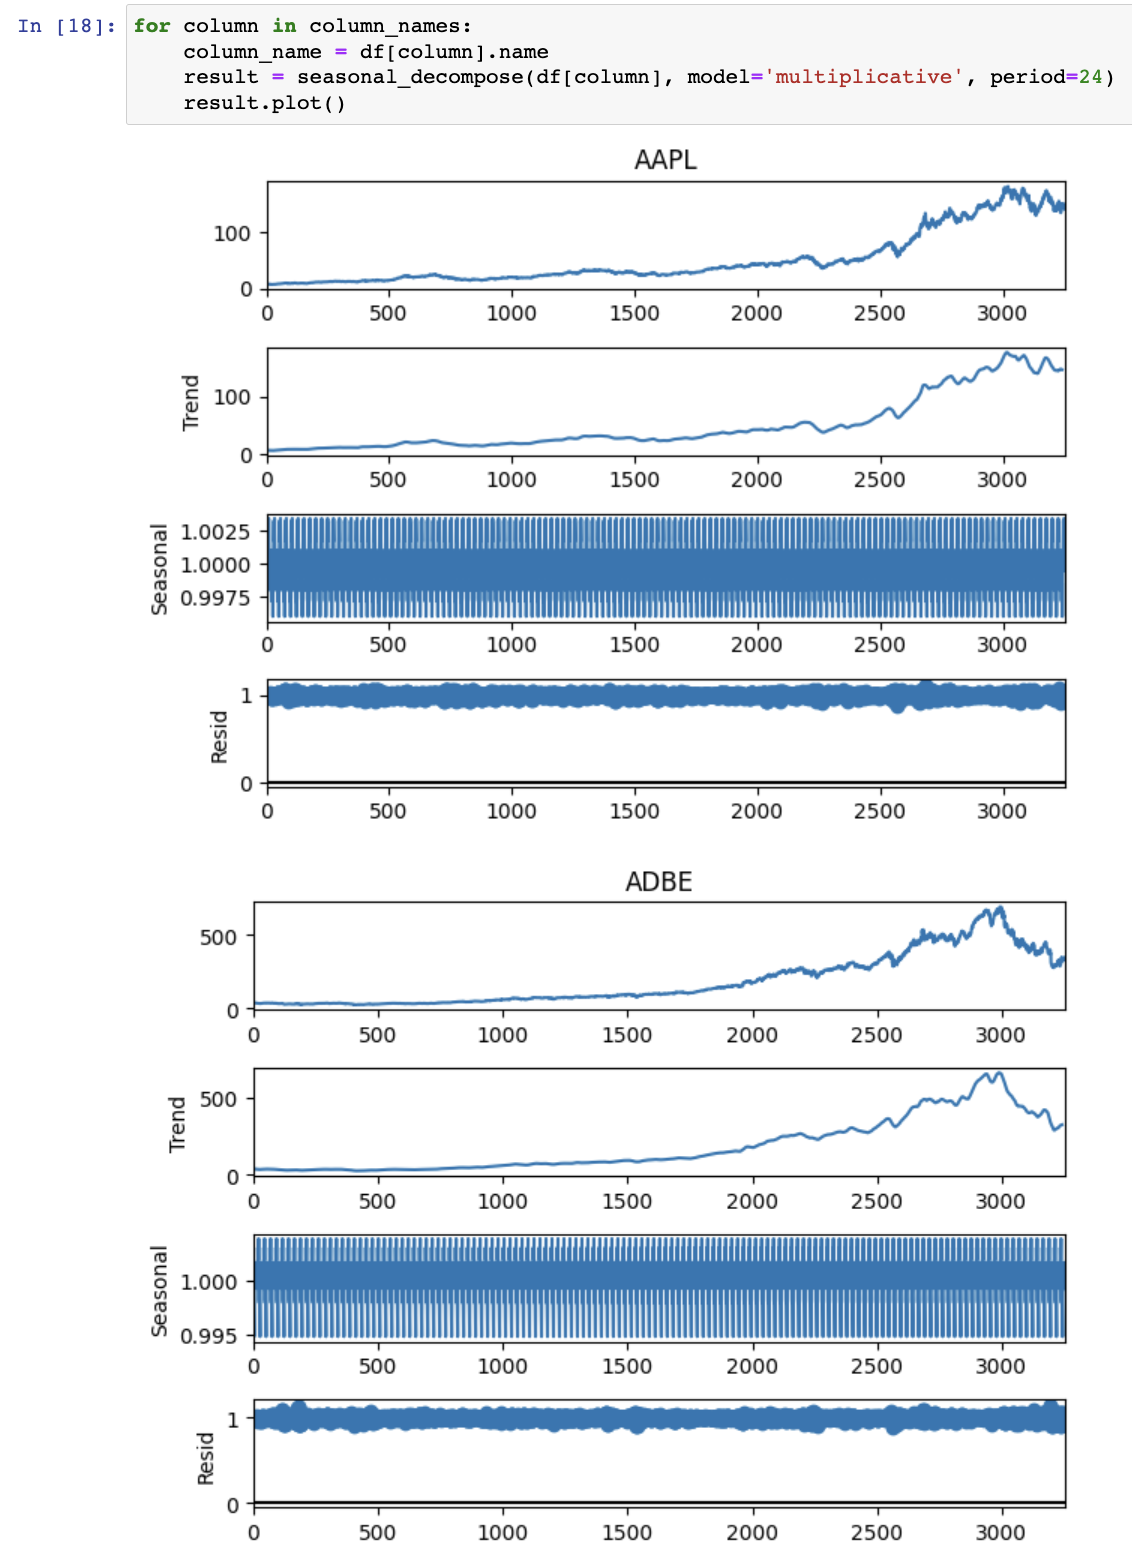 In [18]: for column in column_names:
column_name = df[column].name
result = seasonal_decompose(df[column], model='multiplicative', period=24)
result.plot()
AAPL
100
0
0 500 1000 1500 2000 2500 3000
Trend
100
0
0 500 1000 1500 2000 2500 3000
Seasonal
1.0025
1.0000
0.9975
0 500 1000 1500 2000 2500 3000
Resid
1
0
0 500 1000 1500 2000 2500 3000
ADBE
500
0
0 500 1000 1500 2000 2500 3000
Trend
500
0
0 500 1000 1500 2000 2500 3000
Seasonal
1.000
0.995
0 500 1000 1500 2000 2500 3000
Resid
1
0
0 500 1000 1500 2000 2500 3000